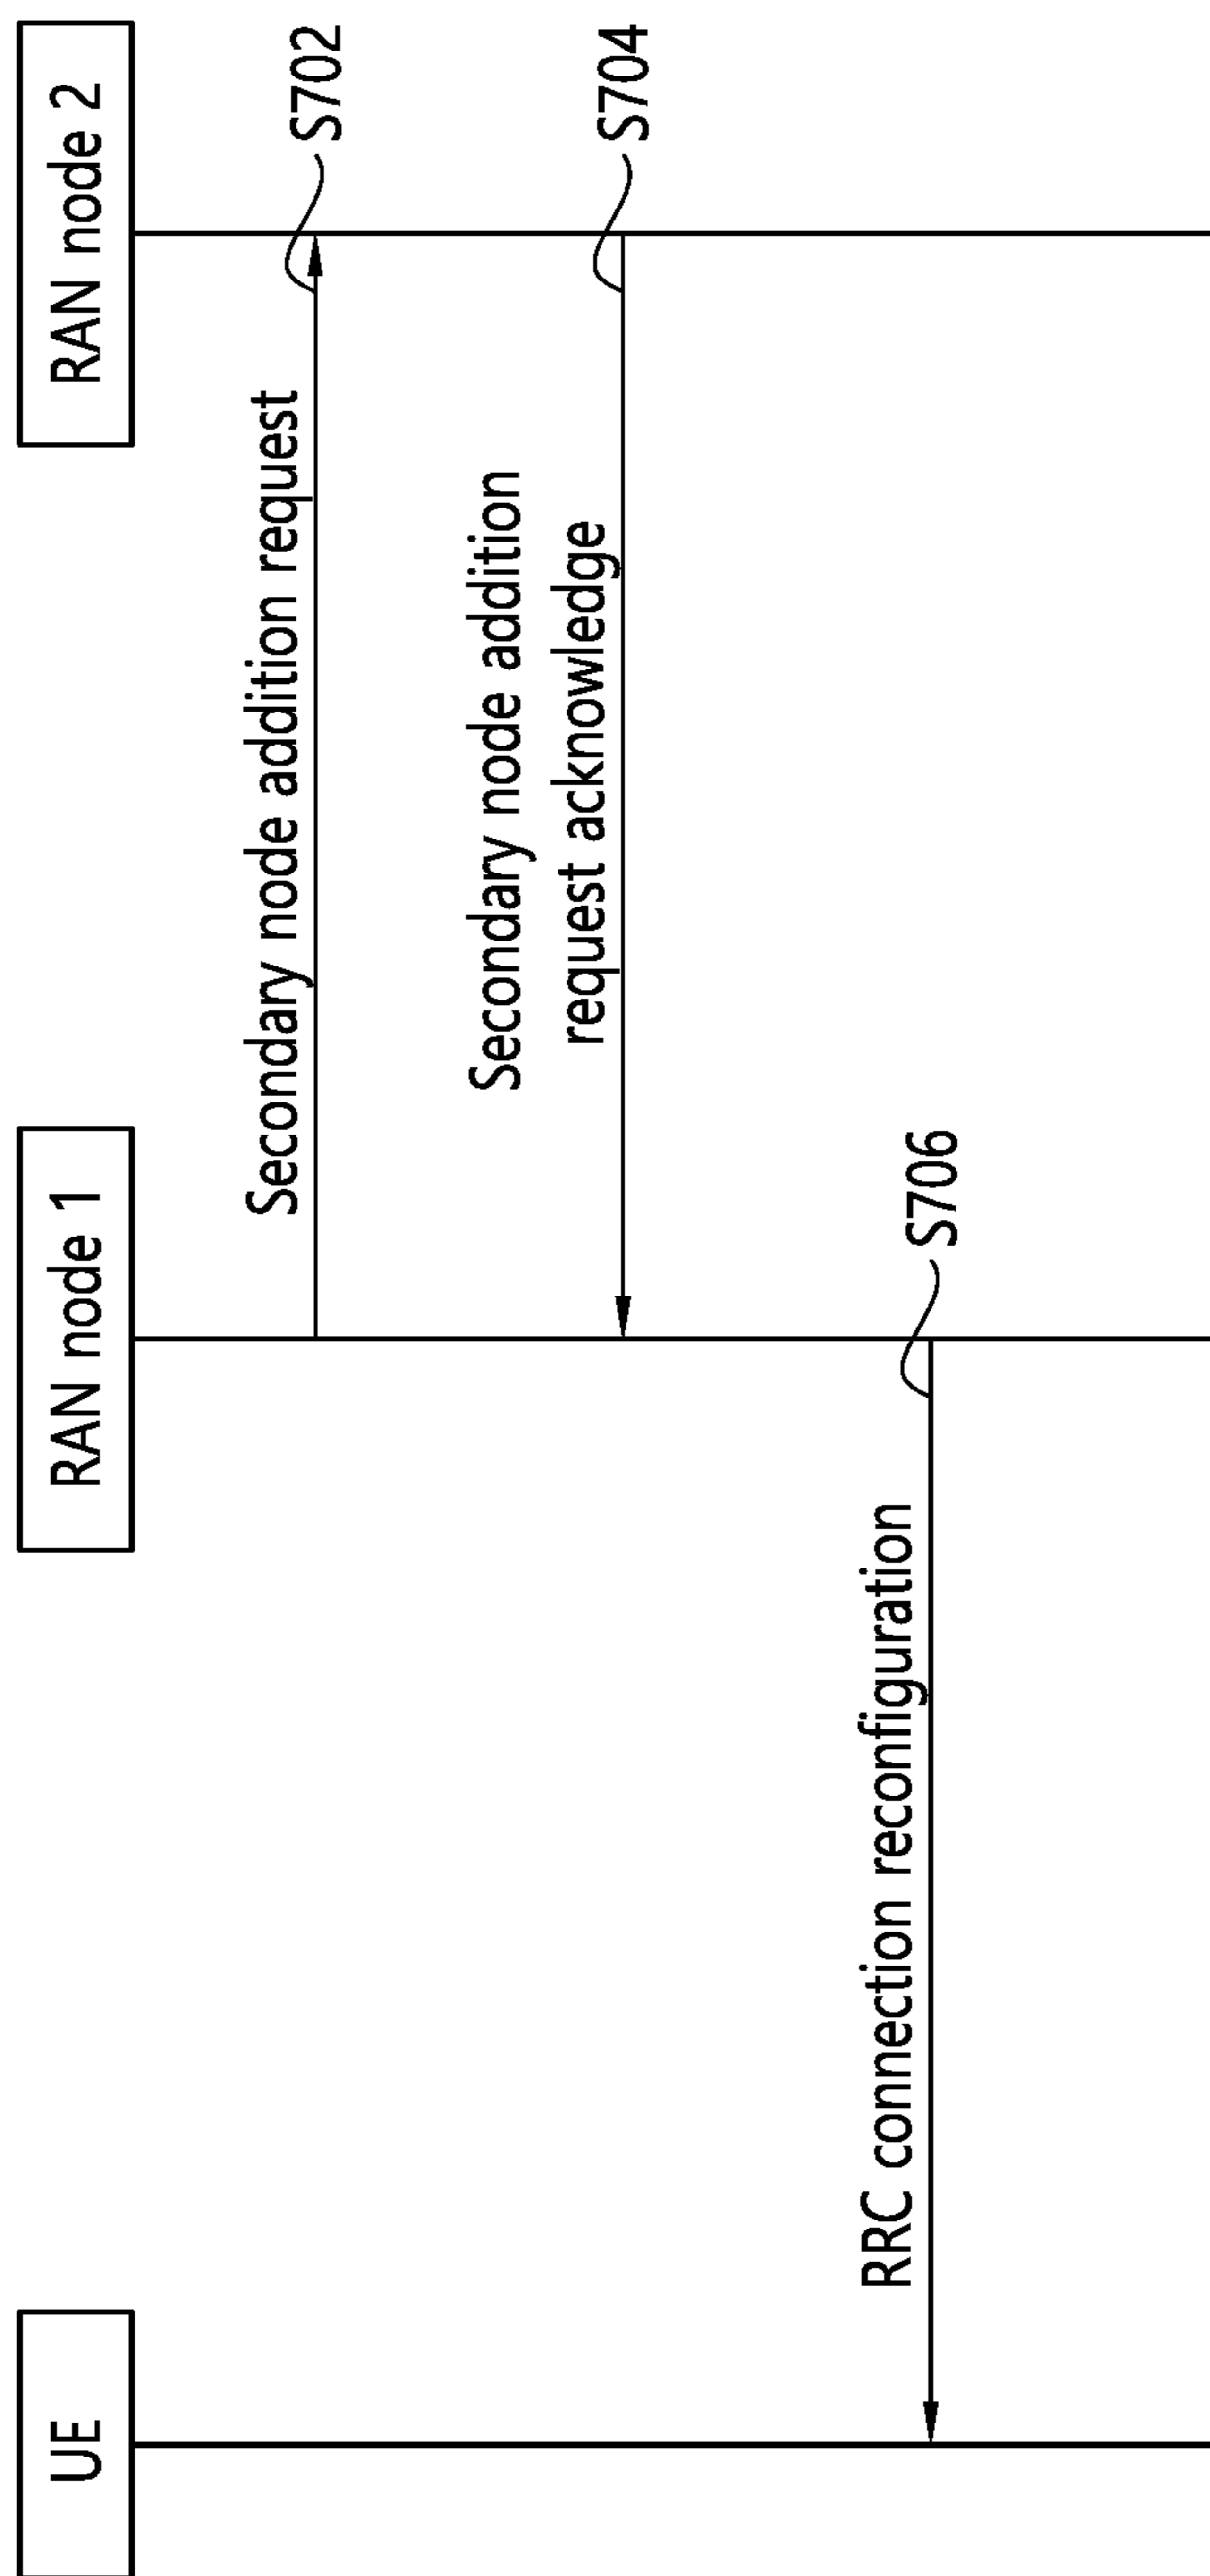 UE
RAN node 1
RAN node 2
Secondary node addition request
S702
Secondary node addition
request acknowledge
S704
RRC connection reconfiguration
S706